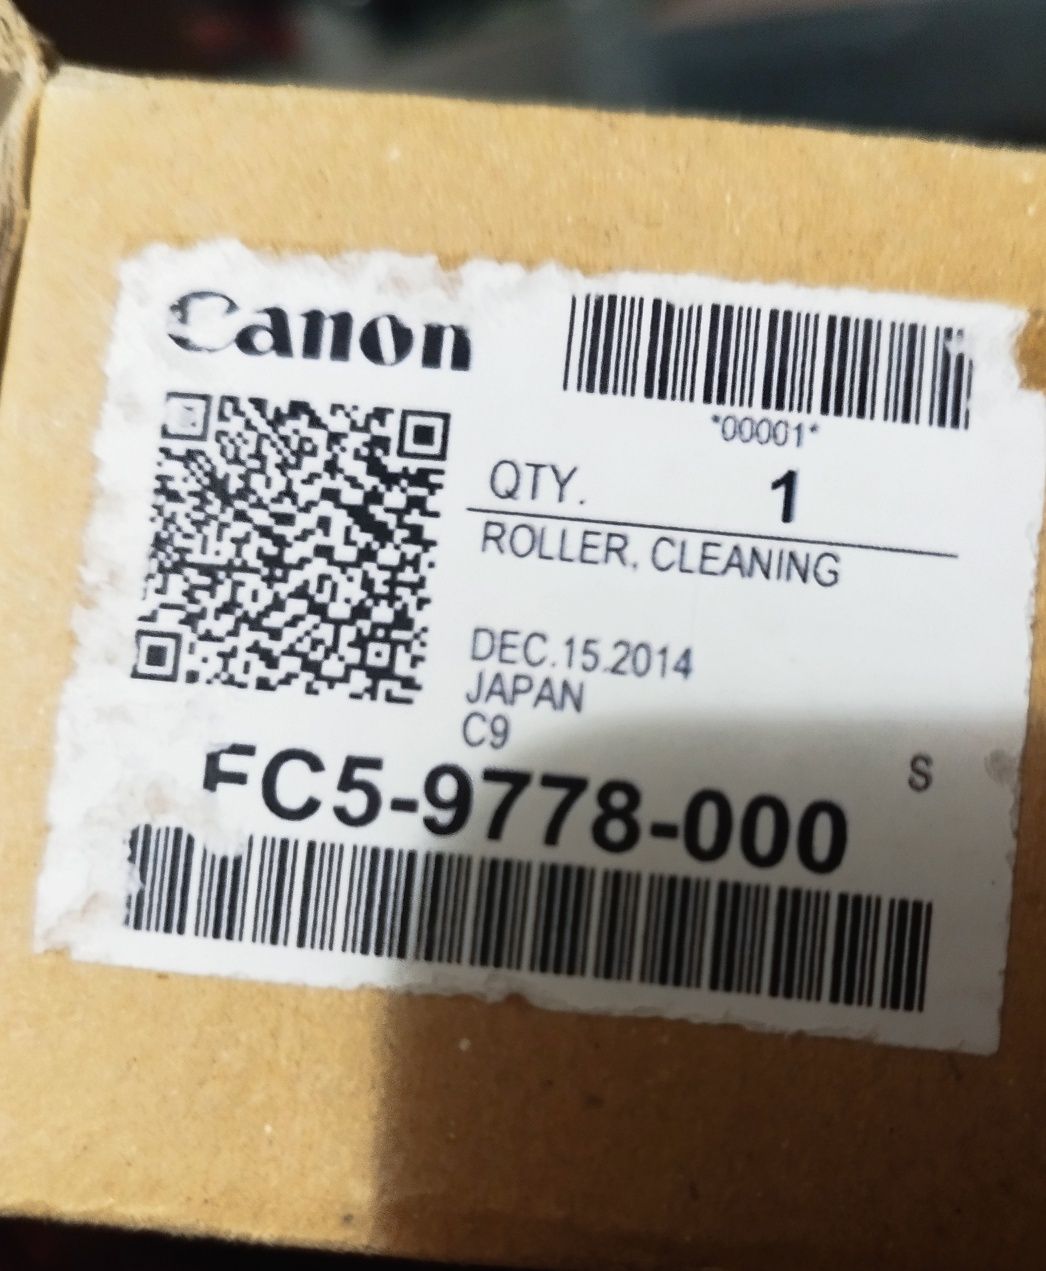 Canon
*00001*
QTY. 1
ROLLER, CLEANING
DEC.15.2014
JAPAN
C9
S
FC5-9778-000